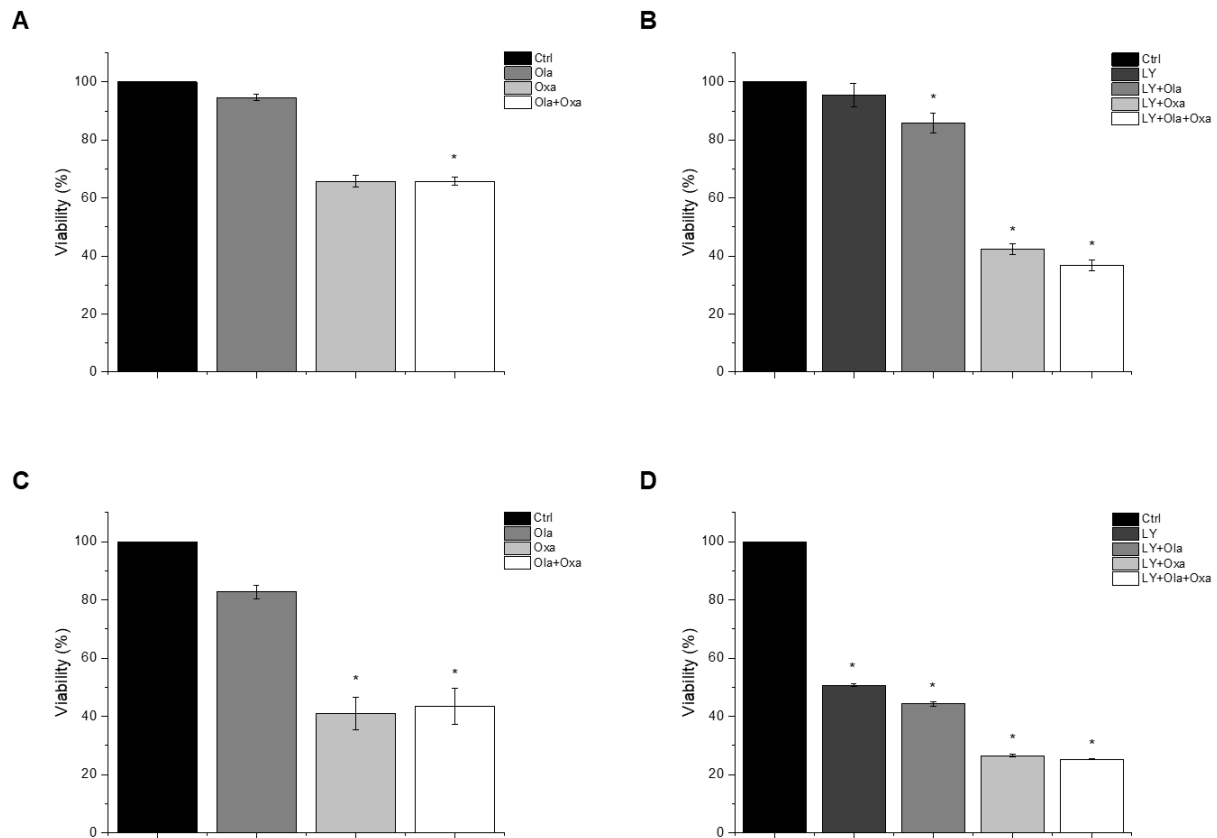 A
Ctrl
Ola
Oxa
Ola+Oxa
100
80
60
40
20
0
Viability (%)
*
B
Ctrl
LY
LY+Ola
LY+Oxa
LY+Ola+Oxa
100
80
60
40
20
0
Viability (%)
*
*
*
C
Ctrl
Ola
Oxa
Ola+Oxa
100
80
60
40
20
0
Viability (%)
*
*
D
Ctrl
LY
LY+Ola
LY+Oxa
LY+Ola+Oxa
100
80
60
40
20
0
Viability (%)
*
*
*
*